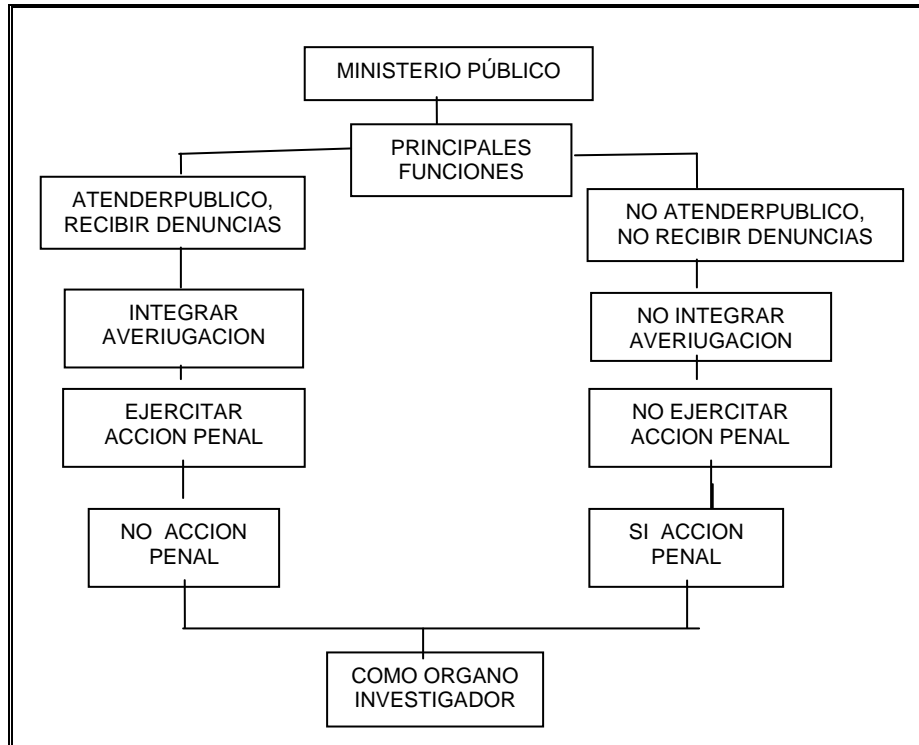 MINISTERIO PÚBLICO
PRINCIPALES
FUNCIONES
ATENDERPUBLICO,
RECIBIR DENUNCIAS
NO ATENDERPUBLICO,
NO RECIBIR DENUNCIAS
INTEGRAR
AVERIUGACION
NO INTEGRAR
AVERIUGACION
EJERCITAR
ACCION PENAL
NO EJERCITAR
ACCION PENAL
NO ACCION
PENAL
SI ACCION
PENAL
COMO ORGANO
INVESTIGADOR